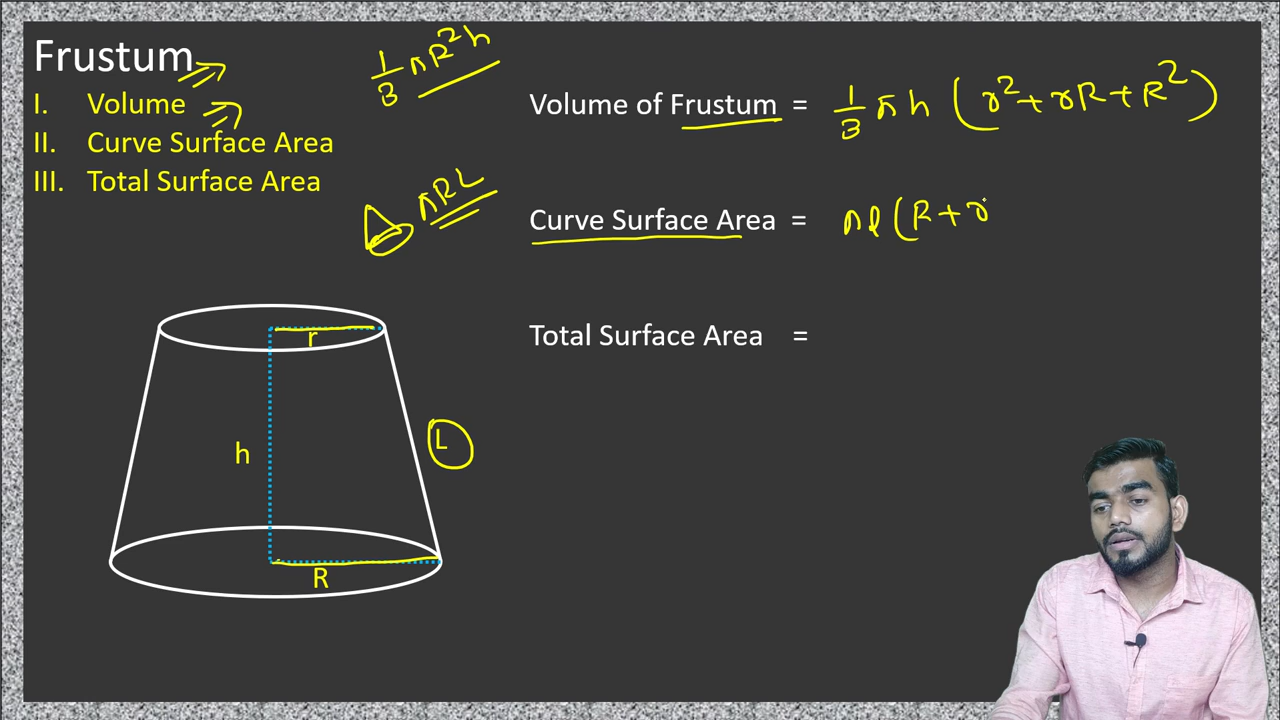 Frustum
I. Volume
II. Curve Surface Area
III. Total Surface Area
1/3 πR²h
Volume of Frustum = 1/3 πh (r²+rR+R²)
πRL
Curve Surface Area = πl(R+r
Total Surface Area =
r
h
L
R